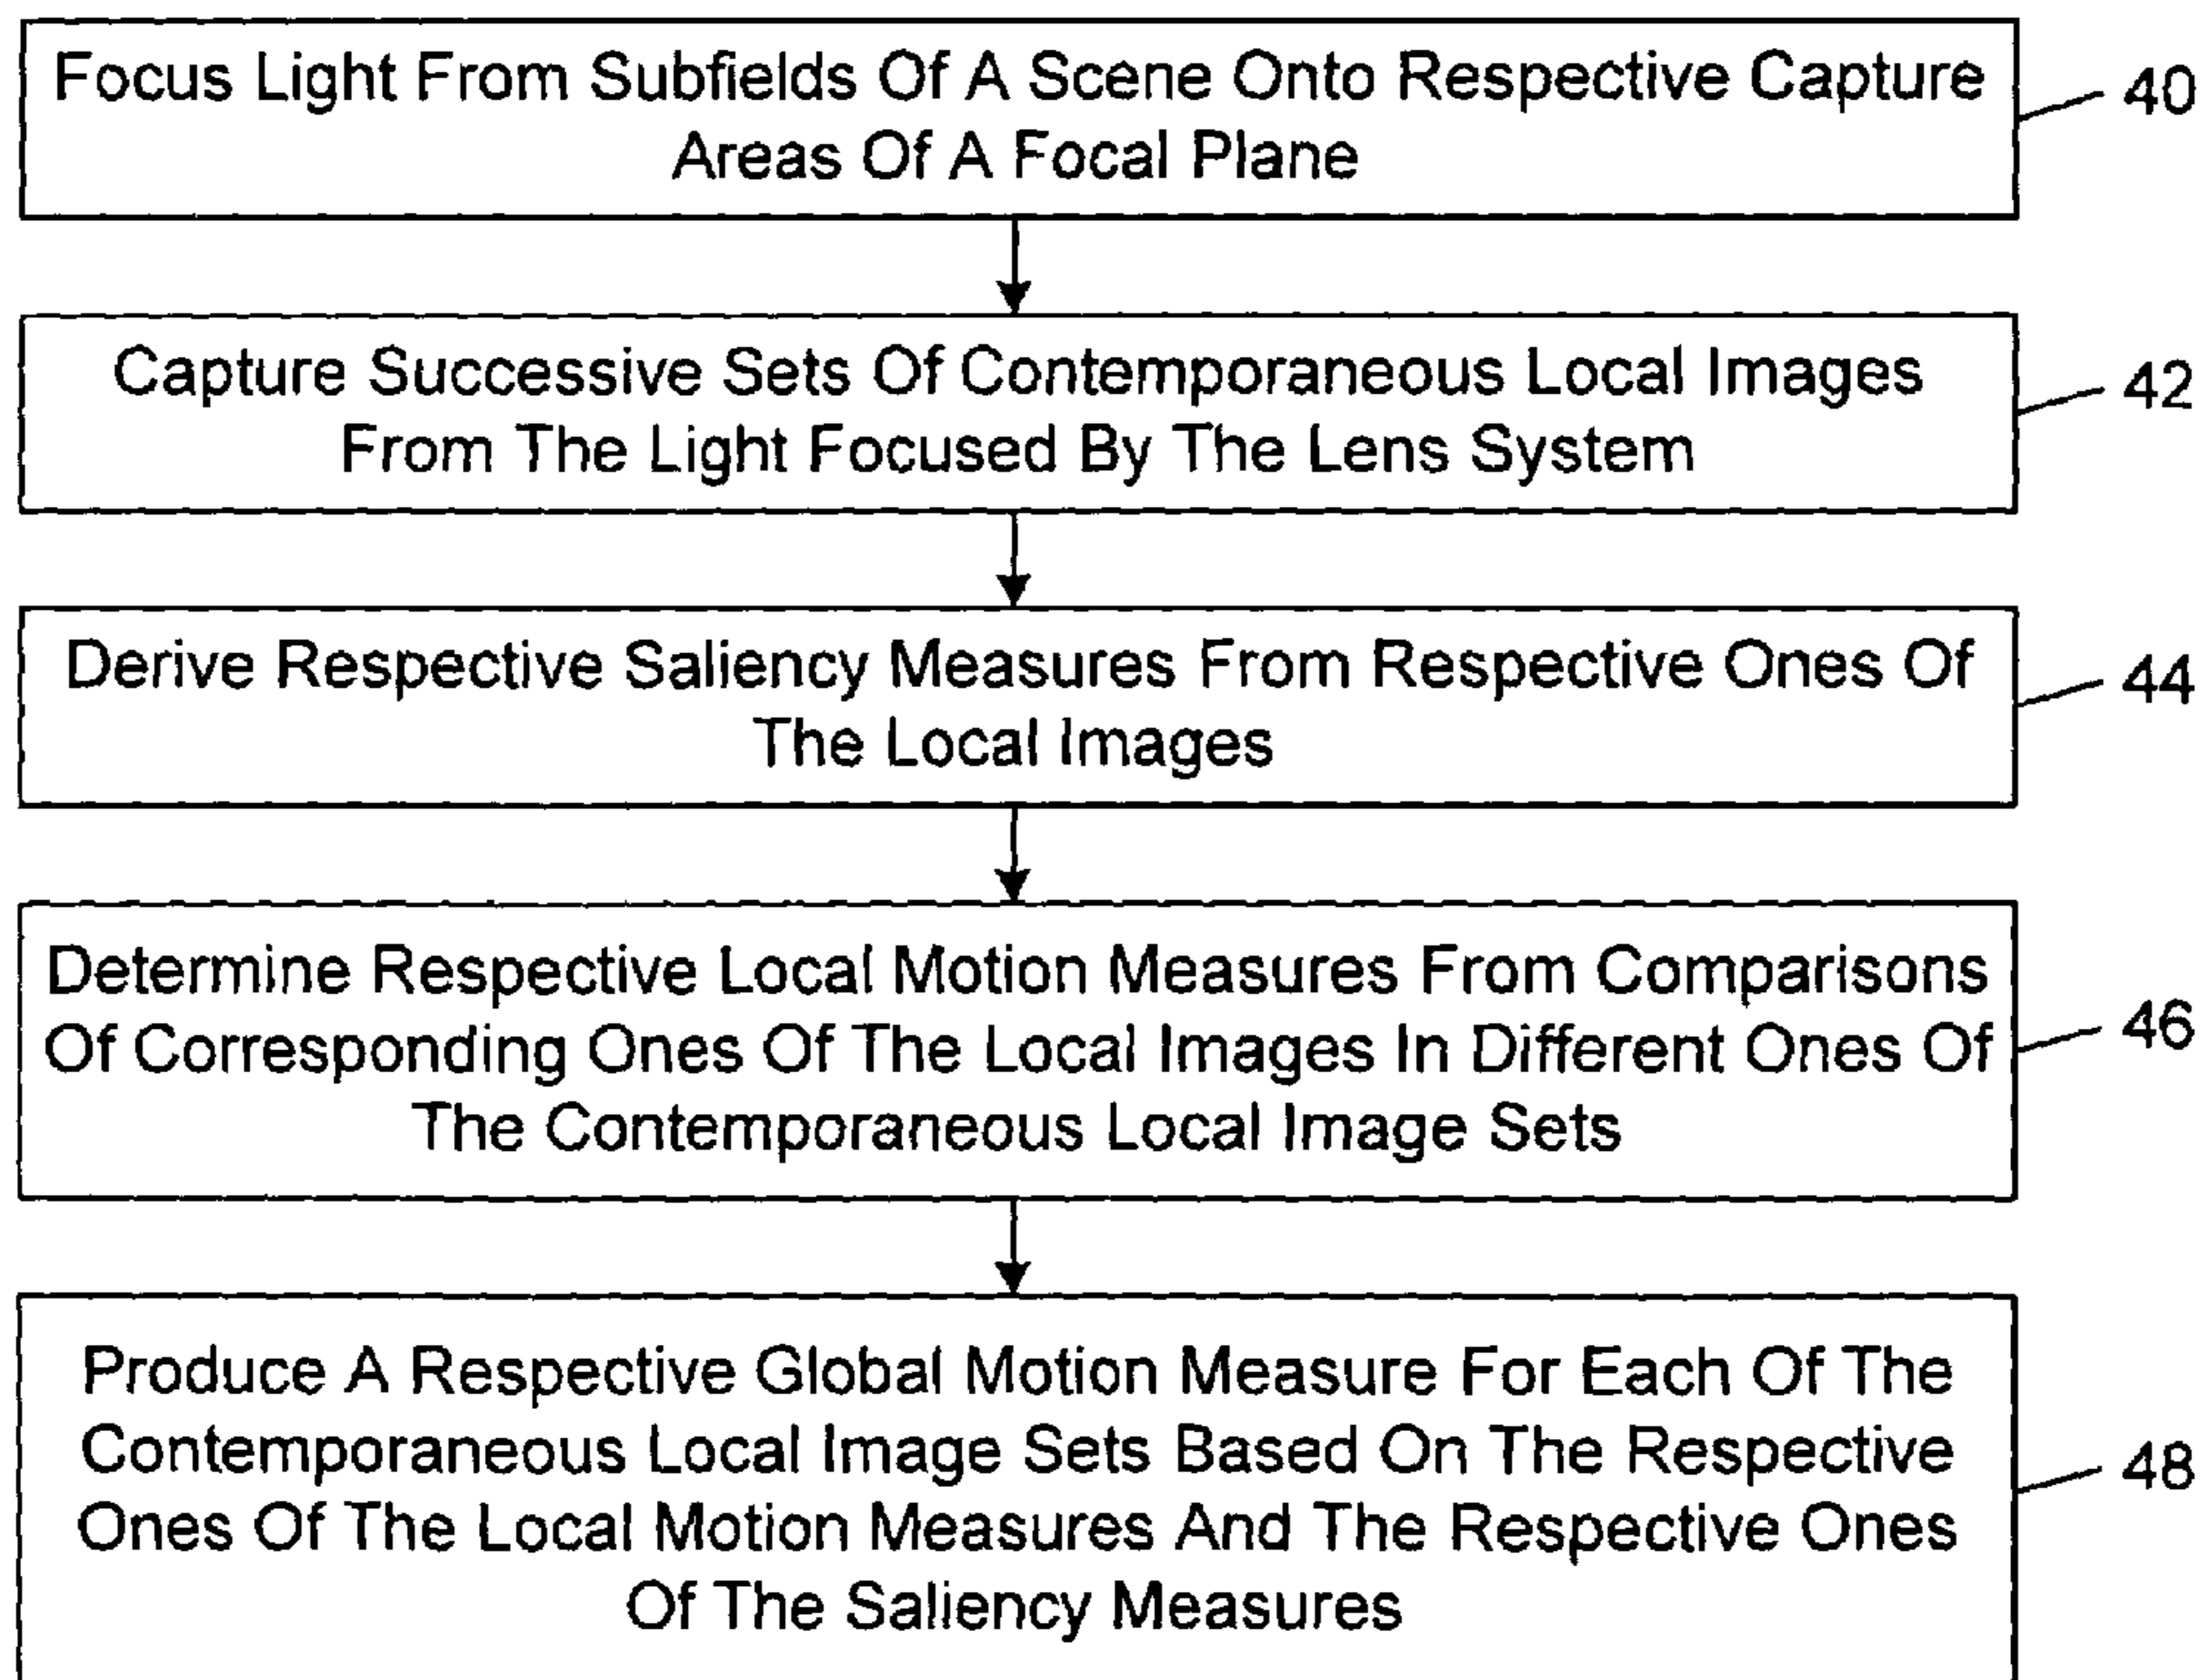 Focus Light From Subfields Of A Scene Onto Respective Capture
Areas Of A Focal Plane
40
Capture Successive Sets Of Contemporaneous Local Images
From The Light Focused By The Lens System
42
Derive Respective Saliency Measures From Respective Ones Of
The Local Images
44
Determine Respective Local Motion Measures From Comparisons
Of Corresponding Ones Of The Local Images In Different Ones Of
The Contemporaneous Local Image Sets
46
Produce A Respective Global Motion Measure For Each Of The
Contemporaneous Local Image Sets Based On The Respective
Ones Of The Local Motion Measures And The Respective Ones
Of The Saliency Measures
48